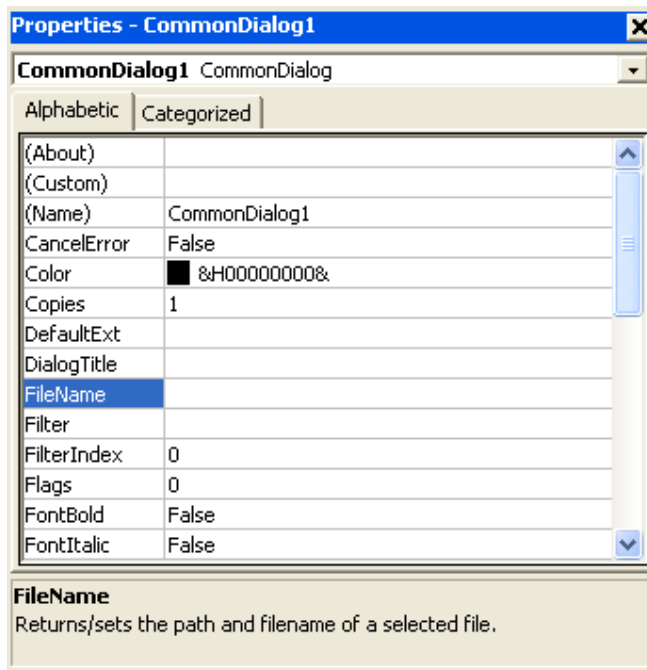 Properties - CommonDialog1
CommonDialog1 CommonDialog
Alphabetic Categorized
(About)
(Custom)
(Name) CommonDialog1
CancelError False
Color &H00000000&
Copies 1
DefaultExt
DialogTitle
FileName
Filter
FilterIndex 0
Flags 0
FontBold False
FontItalic False
FileName
Returns/sets the path and filename of a selected file.